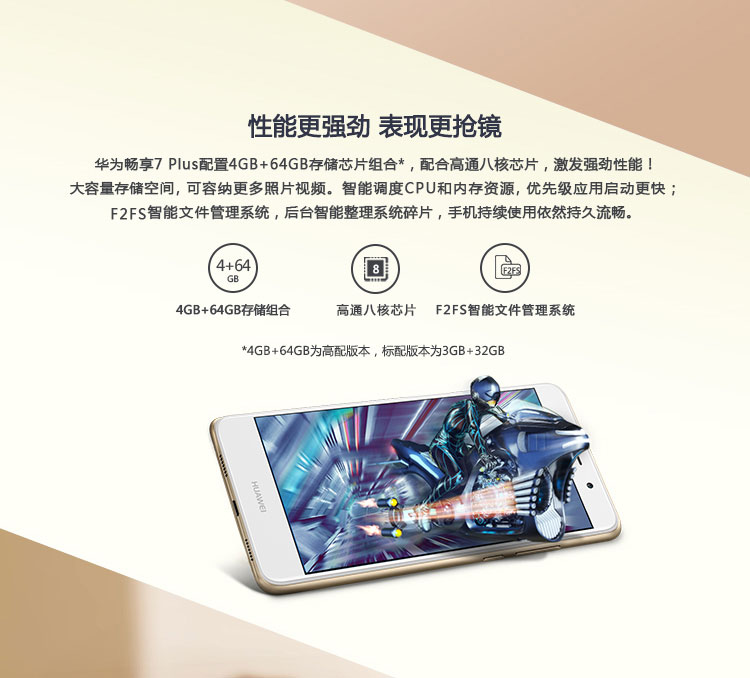 性能更强劲 表现更抢镜
华为畅享7 Plus配置4GB+64GB存储芯片组合*，配合高通八核芯片，激发强劲性能！
大容量存储空间，可容纳更多照片视频。智能调度CPU和内存资源，优先级应用启动更快；
F2FS智能文件管理系统，后台智能整理系统碎片，手机持续使用依然持久流畅。
4+64
GB
8
F2FS
4GB+64GB存储组合
高通八核芯片
F2FS智能文件管理系统
*4GB+64GB为高配版本，标配版本为3GB+32GB
HUAWEI